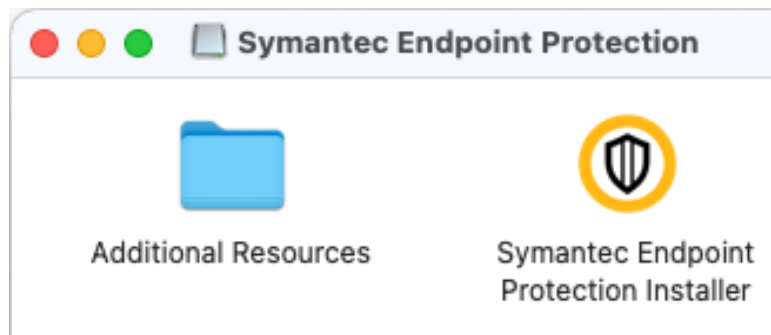 Symantec Endpoint Protection
Additional Resources
Symantec Endpoint
Protection Installer